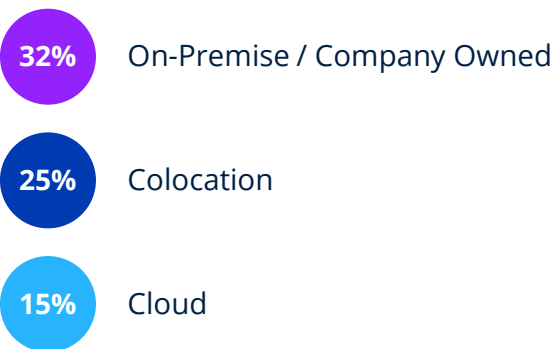 32% On-Premise / Company Owned
25% Colocation
15% Cloud